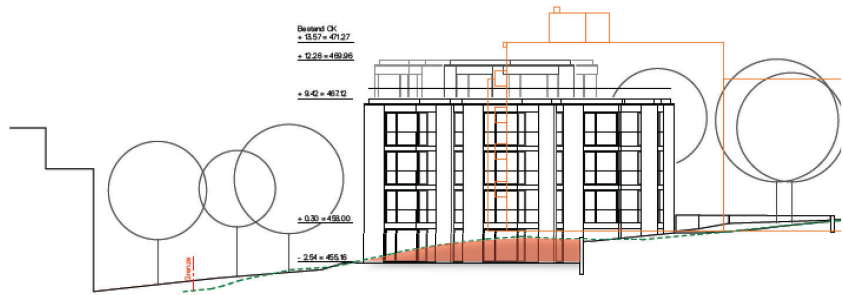 Bestand OK
+ 13.57 = 471.27
+ 12.26 = 469.96
+ 9.42 = 467.12
+ 0.30 = 458.00
- 2.54 = 455.16
Grenze